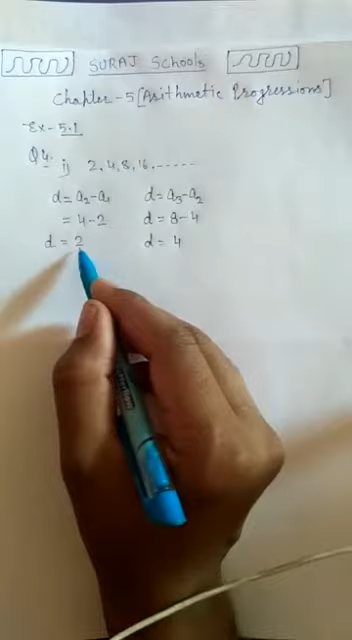 SURAJ Schools
Chapter-5[Arithmetic Progressions]
Ex-5.1
Q4. i) 2,4,8,16,.....
d=a₂-a₁ d=a₃-a₂
=4-2 d=8-4
d=2 d=4